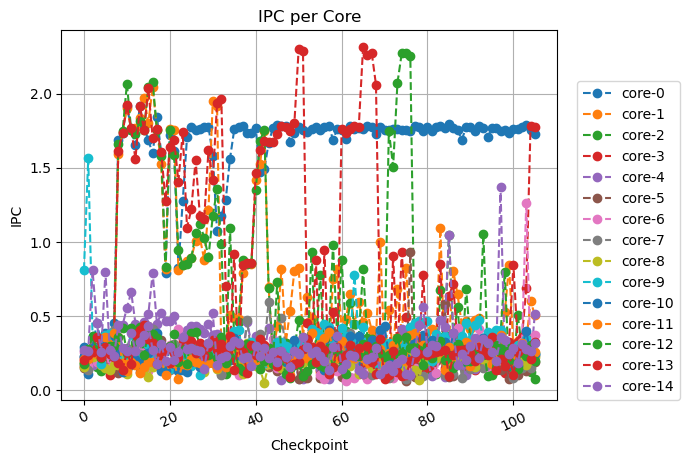 IPC per Core
IPC
2.0
1.5
1.0
0.5
0.0
0
20
40
60
80
100
Checkpoint
core-0
core-1
core-2
core-3
core-4
core-5
core-6
core-7
core-8
core-9
core-10
core-11
core-12
core-13
core-14